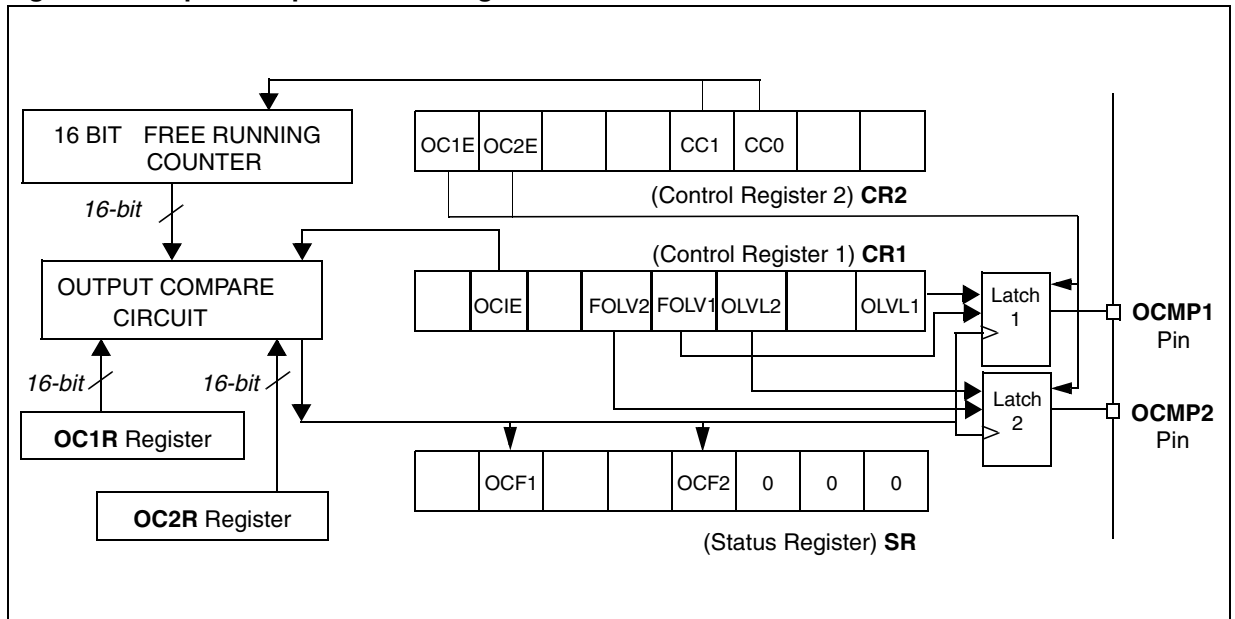 16 BIT FREE RUNNING
COUNTER
OC1E OC2E CC1 CC0
(Control Register 2) CR2
16-bit
(Control Register 1) CR1
OUTPUT COMPARE
CIRCUIT
OCIE FOLV2 FOLV1 OLVL2 OLVL1
Latch
1
OCMP1
Pin
16-bit
16-bit
Latch
2
OCMP2
Pin
OC1R Register
OCF1 OCF2 0 0 0
OC2R Register
(Status Register) SR